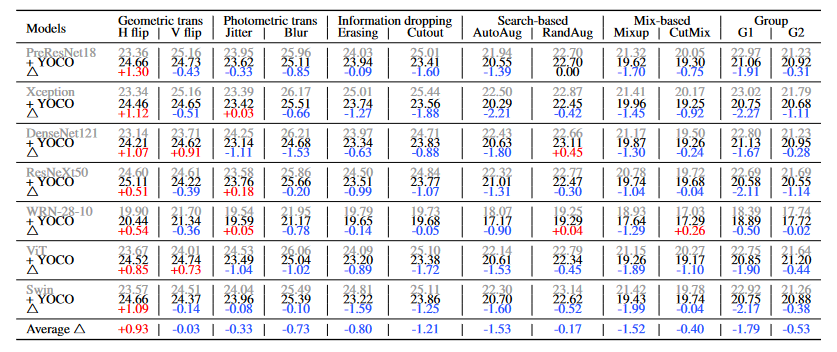 Models Geometric trans Photometric trans Information dropping Search-based Mix-based Group
H flip V flip Jitter Blur Erasing Cutout AutoAug RandAug Mixup CutMix G1 G2
PreResNet18 23.36 25.16 23.95 25.96 24.03 25.01 21.94 22.70 21.32 20.05 22.97 21.23
+ YOCO 24.66 24.73 23.62 25.11 23.94 23.41 20.55 22.70 19.62 19.30 21.06 20.92
△ +1.30 -0.43 -0.33 -0.85 -0.09 -1.60 -1.39 0.00 -1.70 -0.75 -1.91 -0.31
Xception 23.34 25.16 23.39 26.17 25.01 25.44 22.50 22.87 21.41 20.17 23.02 21.79
+ YOCO 24.46 24.65 23.42 25.51 23.74 23.56 20.29 22.45 19.96 19.25 20.75 20.68
△ +1.12 -0.51 +0.03 -0.66 -1.27 -1.88 -2.21 -0.42 -1.45 -0.92 -2.27 -1.11
DenseNet121 23.14 23.71 24.25 26.21 23.97 24.71 22.43 22.66 21.17 19.50 22.80 21.23
+ YOCO 24.21 24.62 23.14 24.68 23.34 23.83 20.63 23.11 19.87 19.26 21.13 20.95
△ +1.07 +0.91 -1.11 -1.53 -0.63 -0.88 -1.80 +0.45 -1.30 -0.24 -1.67 -0.28
ResNeXt50 24.60 24.61 23.58 25.86 24.50 24.84 22.32 22.77 20.78 19.72 22.69 21.69
+ YOCO 25.11 24.22 23.76 25.66 23.51 23.77 21.01 22.47 19.74 19.68 20.58 20.55
△ +0.51 -0.39 +0.18 -0.20 -0.99 -1.07 -1.31 -0.30 -1.04 -0.04 -2.11 -1.14
WRN-28-10 19.90 21.70 19.54 21.95 19.79 19.73 18.07 19.25 18.93 17.03 18.39 17.74
+ YOCO 20.44 21.34 19.59 21.17 19.65 19.68 17.17 19.29 17.64 17.29 18.89 17.72
△ +0.54 -0.36 +0.05 -0.78 -0.14 -0.05 -0.90 +0.04 -1.29 +0.26 -0.50 -0.02
ViT 23.67 24.01 24.53 26.06 24.09 25.10 22.14 22.79 21.15 20.27 22.75 21.64
+ YOCO 24.52 24.74 23.49 25.04 23.20 23.38 20.61 22.34 19.26 19.17 20.85 21.20
△ +0.85 +0.73 -1.04 -1.02 -0.89 -1.72 -1.53 -0.45 -1.89 -1.10 -1.90 -0.44
Swin 23.57 24.51 24.04 25.49 24.81 25.11 22.30 23.14 21.42 19.78 22.92 21.26
+ YOCO 24.66 24.37 23.96 25.39 23.22 23.86 20.70 22.62 19.43 19.74 20.75 20.88
△ +1.09 -0.14 -0.08 -0.10 -1.59 -1.25 -1.60 -0.52 -1.99 -0.04 -2.17 -0.38
Average △ +0.93 -0.03 -0.33 -0.73 -0.80 -1.21 -1.53 -0.17 -1.52 -0.40 -1.79 -0.53